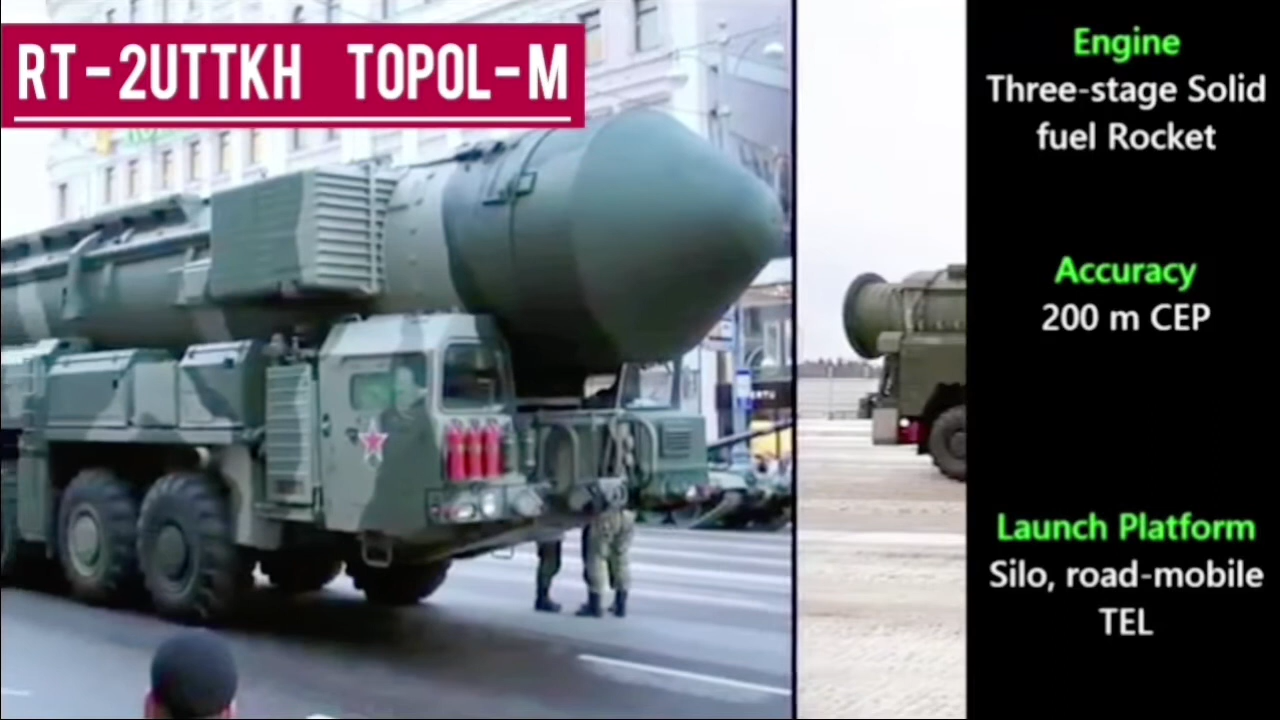 RT-2UTTKH TOPOL-M
Engine
Three-stage Solid
fuel Rocket
Accuracy
200 m CEP
Launch Platform
Silo, road-mobile
TEL